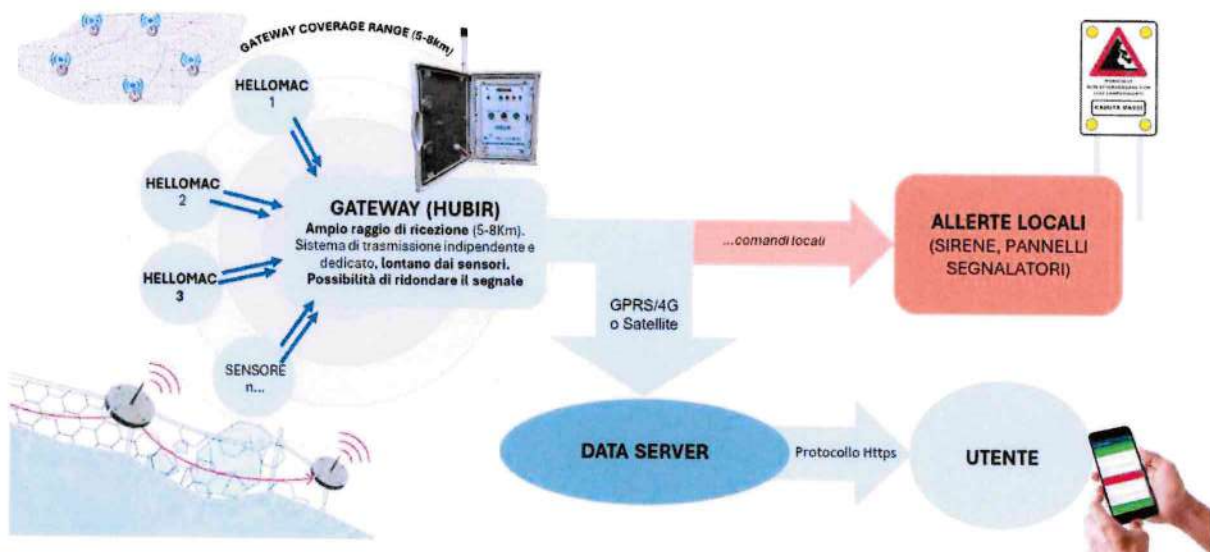 GATEWAY COVERAGE RANGE (5-8Km)
HELLOMAC
1
HELLOMAC
2
HELLOMAC
3
SENSORE
n...
GATEWAY (HUBIR)
Ampio raggio di ricezione (5-8Km).
Sistema di trasmissione indipendente e
dedicato, lontano dai sensori.
Possibilità di ridondare il segnale
...comandi locali
ALLERTE LOCALI
(SIRENE, PANNELLI
SEGNALATORI)
CADUTA MASSI
GPRS/4G
o Satellite
DATA SERVER
Protocollo Https
UTENTE